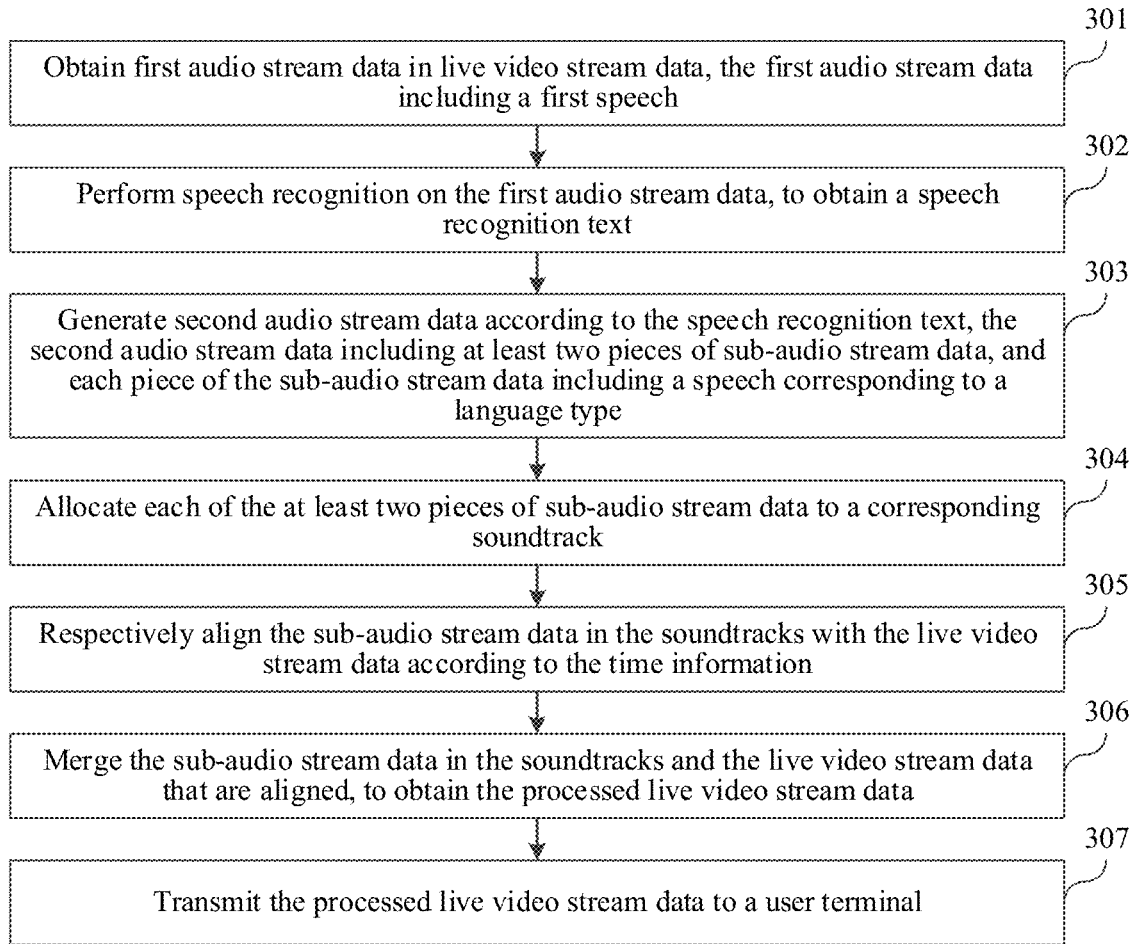 301
Obtain first audio stream data in live video stream data, the first audio stream data
including a first speech
302
Perform speech recognition on the first audio stream data, to obtain a speech
recognition text
303
Generate second audio stream data according to the speech recognition text, the
second audio stream data including at least two pieces of sub-audio stream data, and
each piece of the sub-audio stream data including a speech corresponding to a
language type
304
Allocate each of the at least two pieces of sub-audio stream data to a corresponding
soundtrack
305
Respectively align the sub-audio stream data in the soundtracks with the live video
stream data according to the time information
306
Merge the sub-audio stream data in the soundtracks and the live video stream data
that are aligned, to obtain the processed live video stream data
307
Transmit the processed live video stream data to a user terminal